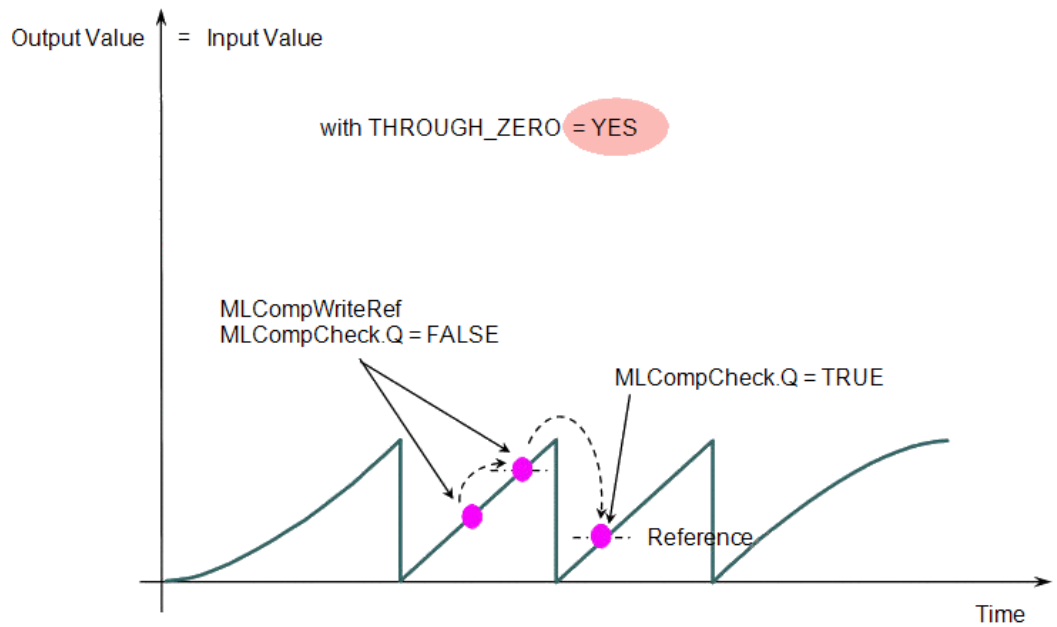 Output Value = Input Value
with THROUGH_ZERO = YES
MLCompWriteRef
MLCompCheck.Q = FALSE
MLCompCheck.Q = TRUE
Reference
Time